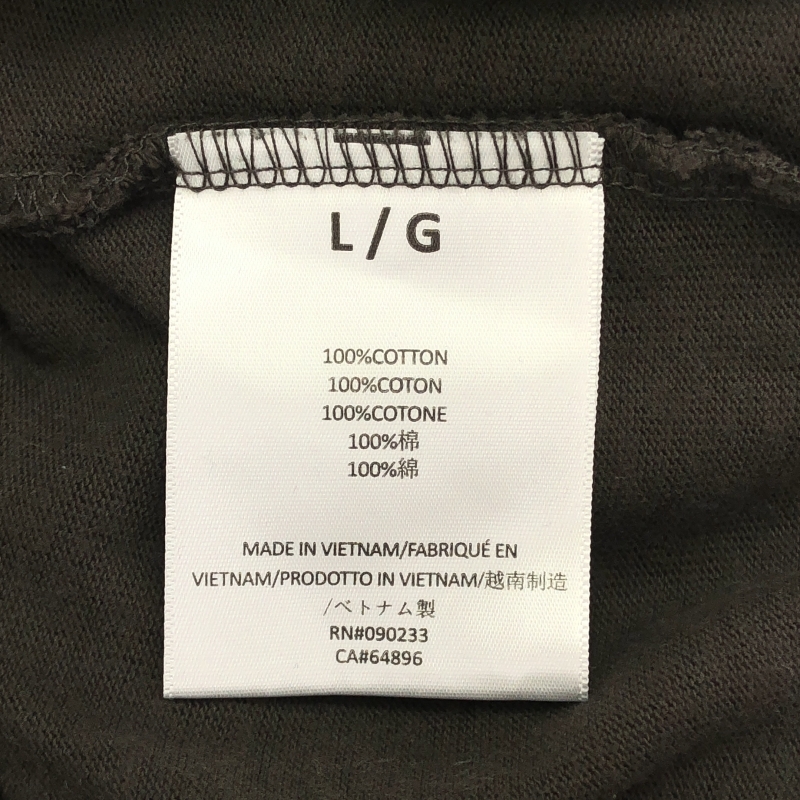 L / G
100%COTTON
100%COTON
100%COTONE
100%棉
100%綿
MADE IN VIETNAM/FABRIQUÉ EN
VIETNAM/PRODOTTO IN VIETNAM/越南制造
/ベトナム製
RN#090233
CA#64896